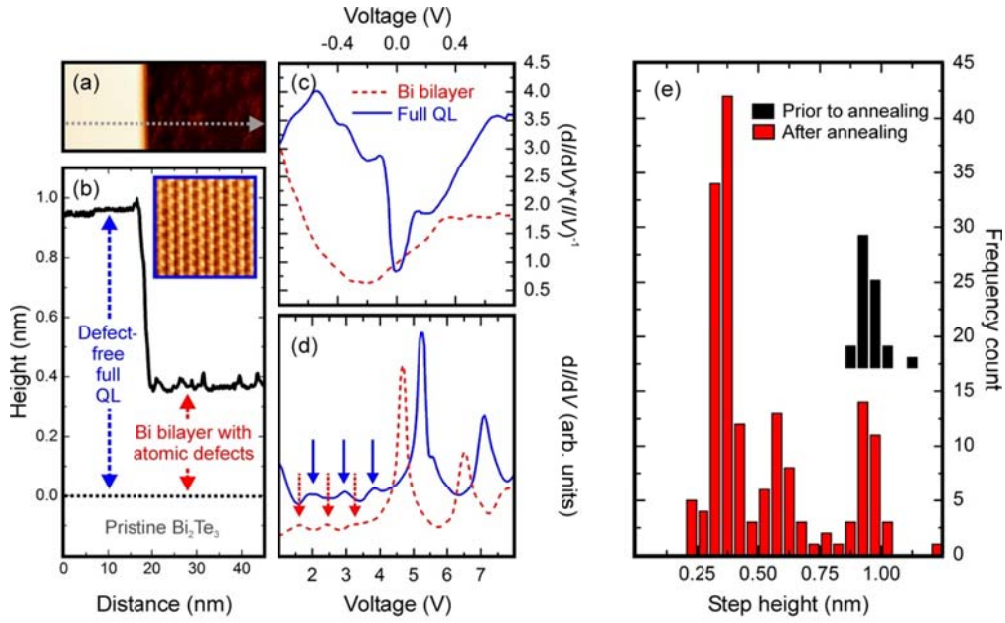 (a)
(b)
1.0
0.8
0.6
0.4
0.2
0.0
Height (nm)
Defect-
free
full
QL
Bi bilayer with
atomic defects
Pristine Bi₂Te₃
0
10
20
30
40
Distance (nm)
Voltage (V)
-0.4
0.0
0.4
(c)
Bi bilayer
Full QL
4.5
4.0
3.5
3.0
2.5
2.0
1.5
1.0
0.5
(dI/dV)*(I/V)⁻¹
(d)
dI/dV (arb. units)
2
3
4
5
6
7
Voltage (V)
(e)
Prior to annealing
After annealing
45
40
35
30
25
20
15
10
5
0
Frequency count
0.25
0.50
0.75
1.00
Step height (nm)